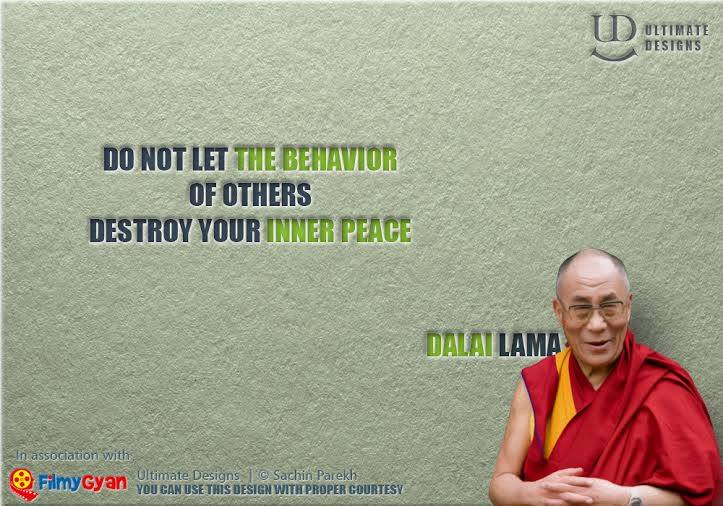 UD ULTIMATE
DESIGNS
DO NOT LET THE BEHAVIOR
OF OTHERS
DESTROY YOUR INNER PEACE
DALAI LAMA
In association with
FilmyGyan
Ultimate Designs | © Sachin Parekh
YOU CAN USE THIS DESIGN WITH PROPER COURTESY